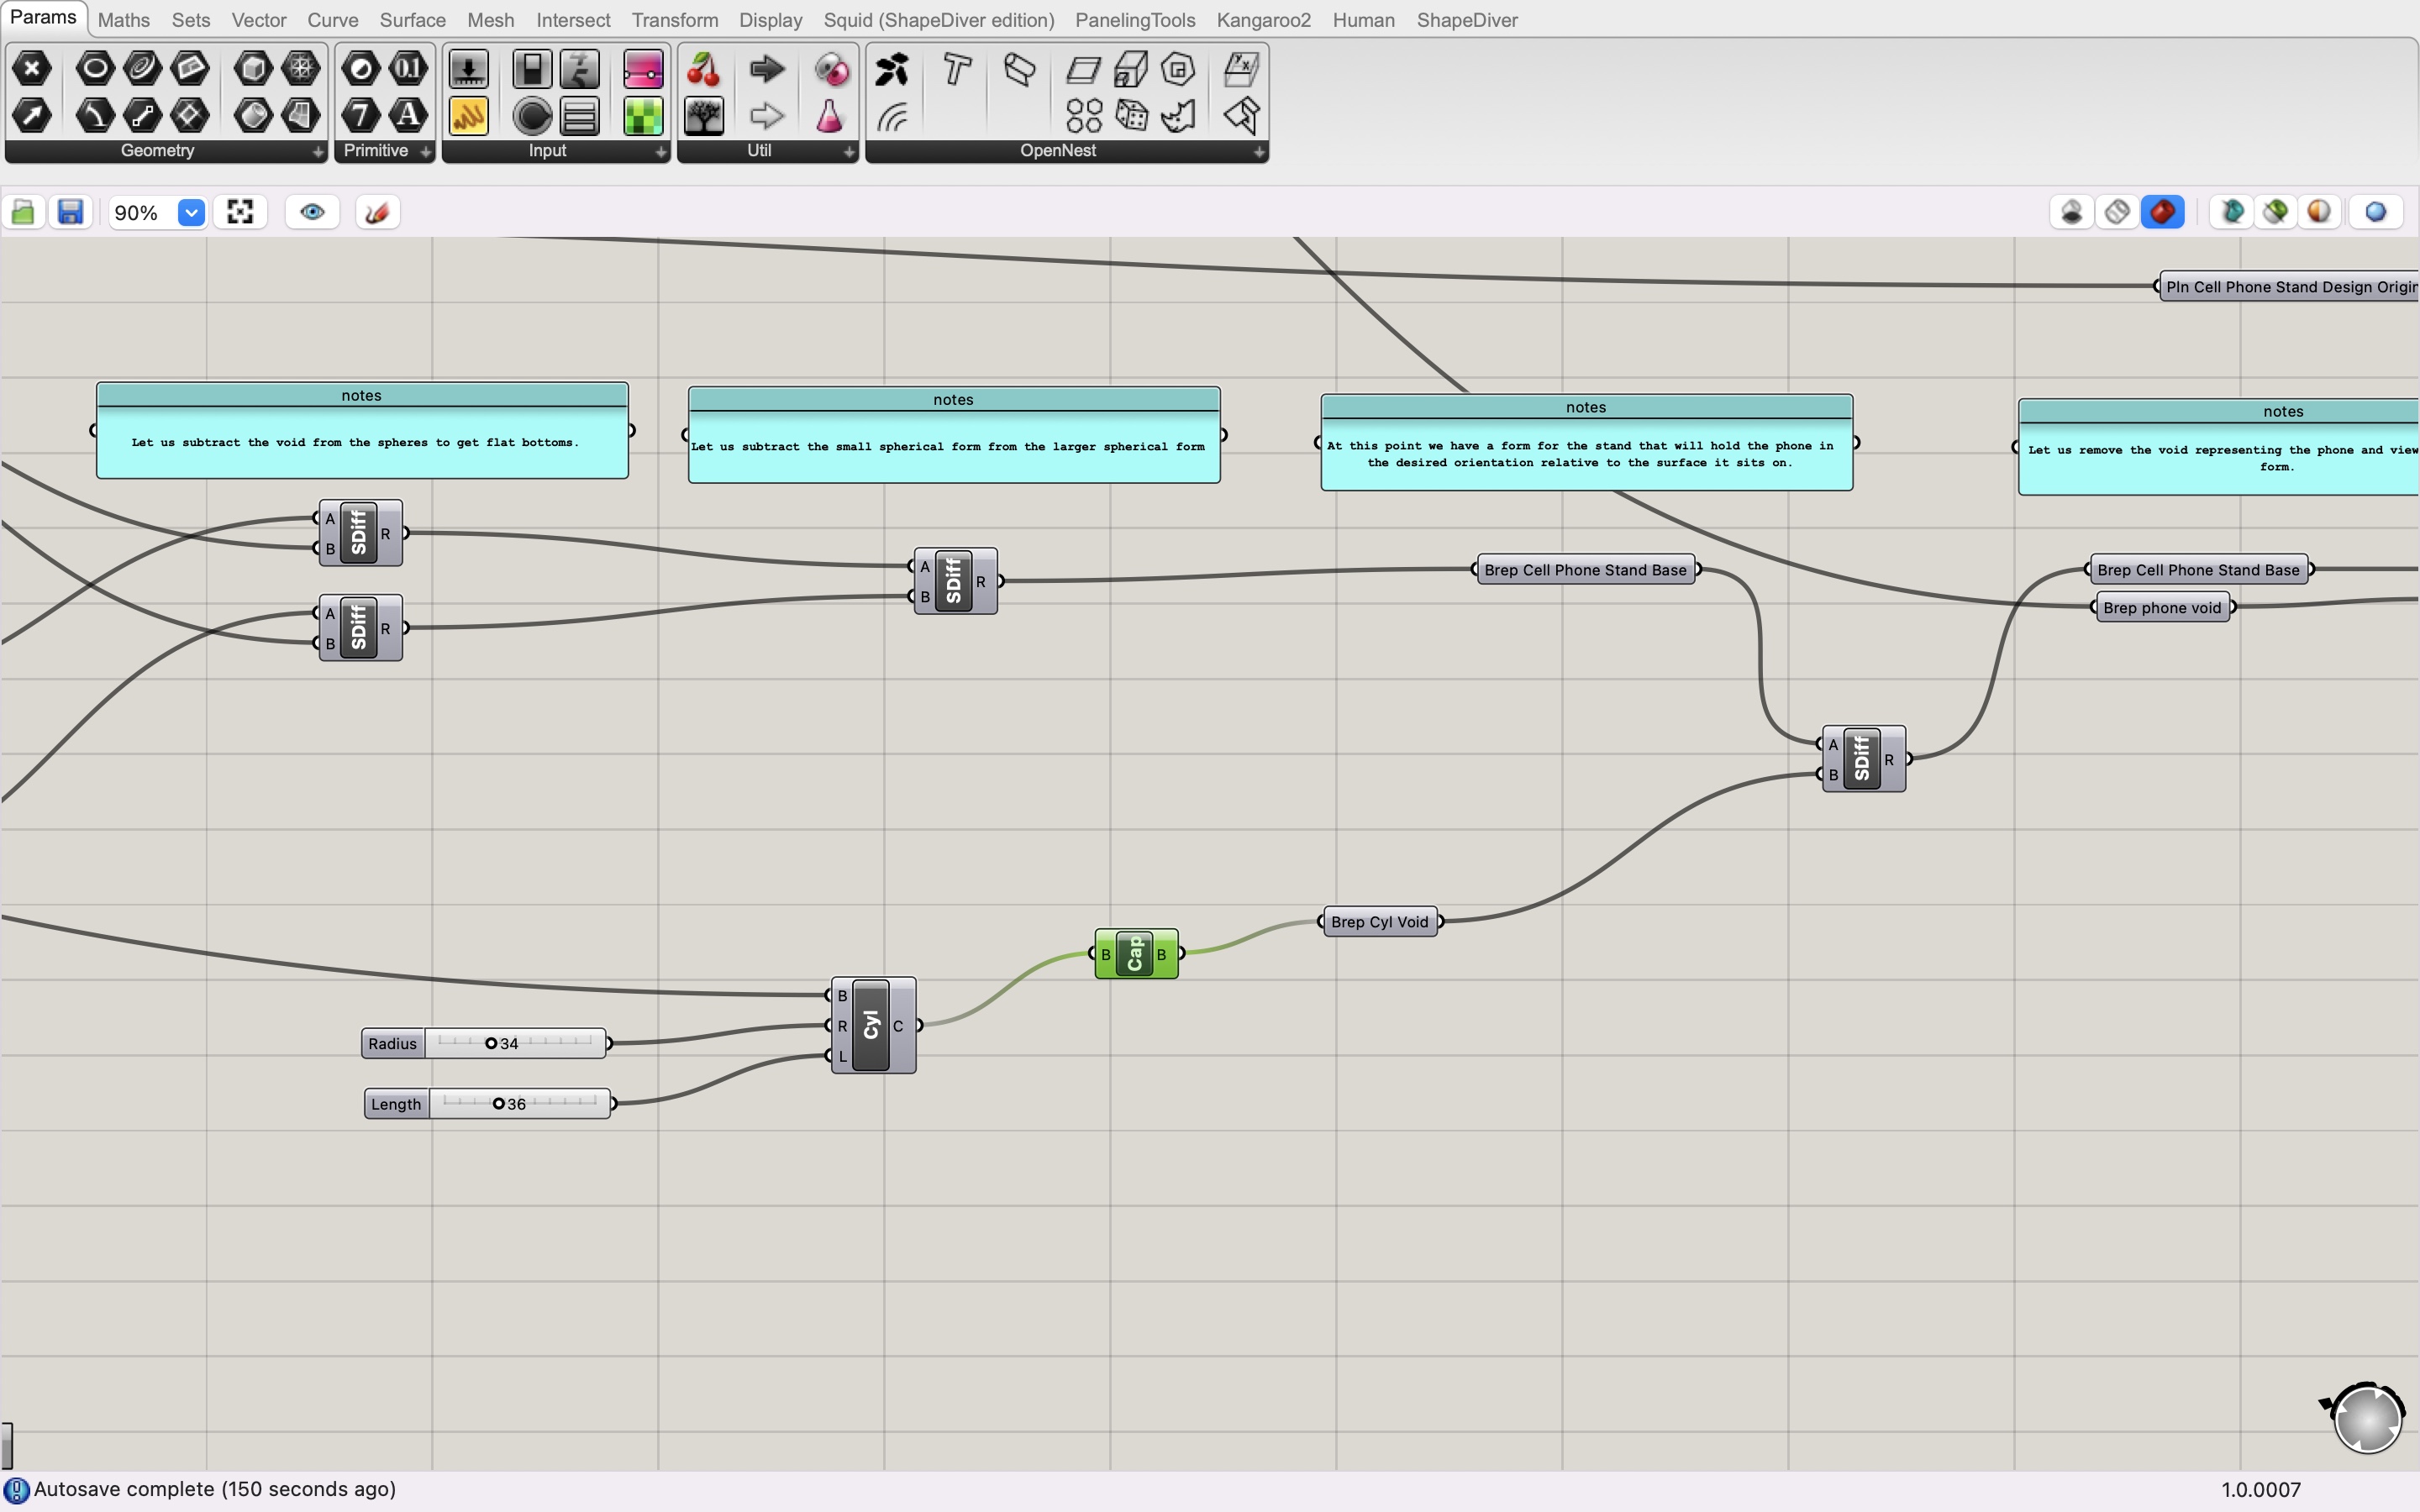 Params Maths Sets Vector Curve Surface Mesh Intersect Transform Display Squid (ShapeDiver edition) PanelingTools Kangaroo2 Human ShapeDiver
0.1
7 A
Geometry Primitive Input Util OpenNest
90%
Pln Cell Phone Stand Design Origin
notes
Let us subtract the void from the spheres to get flat bottoms.
notes
Let us subtract the small spherical form from the larger spherical form
notes
At this point we have a form for the stand that will hold the phone in
the desired orientation relative to the surface it sits on.
notes
Let us remove the void representing the phone and view
form.
A
B
SDiff
R
A
B
SDiff
R
A
B
SDiff
R
Brep Cell Phone Stand Base
Brep Cell Phone Stand Base
Brep phone void
A
B
SDiff
R
Brep Cyl Void
B Cap B
B
R
L
Cyl
C
Radius 34
Length 36
Autosave complete (150 seconds ago)
1.0.0007